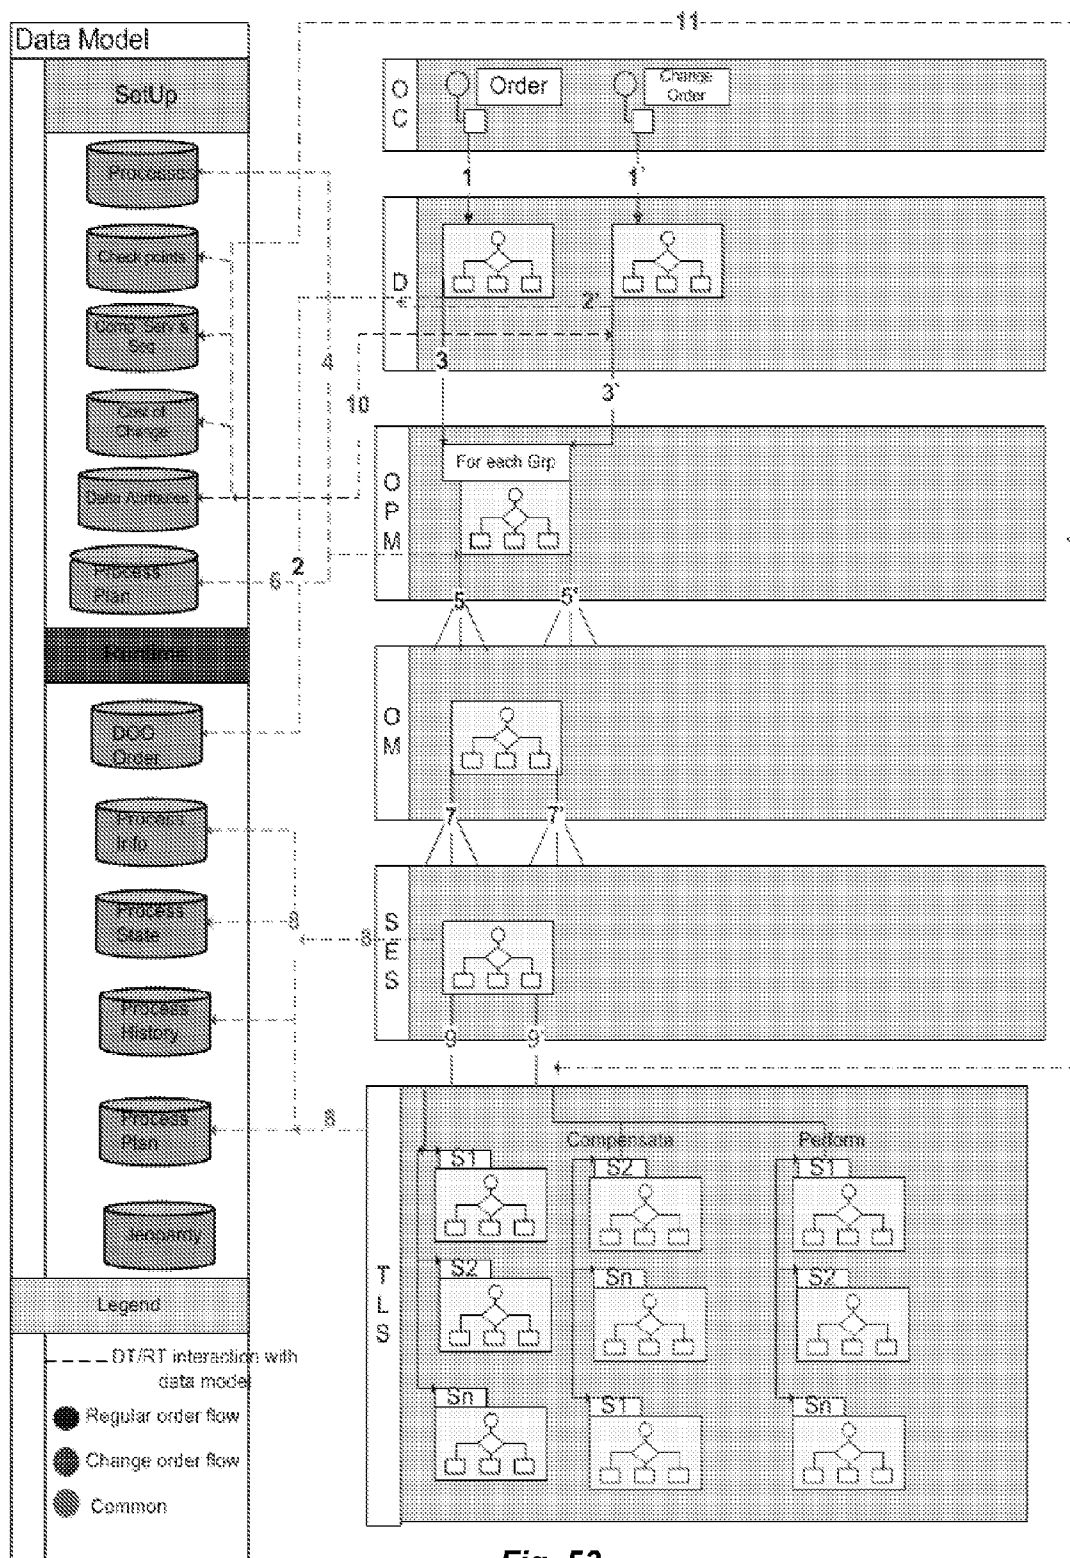 11
Data Model
SetUp
O
C
Order
Change
Order
Processes
1
1`
Check points
D
2'
Comp. Serv &
Seq
3
4
3`
10
Cost of
Change
Data Attributes
O
P
M
For each Grp
Process
Plan
6
2
5
5'
Runtime
O
M
DOO
Order
Process
Info
7
7'
Process
State
8
8
S
E
S
Process
History
9
9
Process
Plan
8
Compensate
Perform
S1
S2
S1
Jeopardy
S2
Sn
S2
T
L
S
Legend
DT/RT interaction with
data model
Sn
S1
Sn
Regular order flow
Change order flow
Common